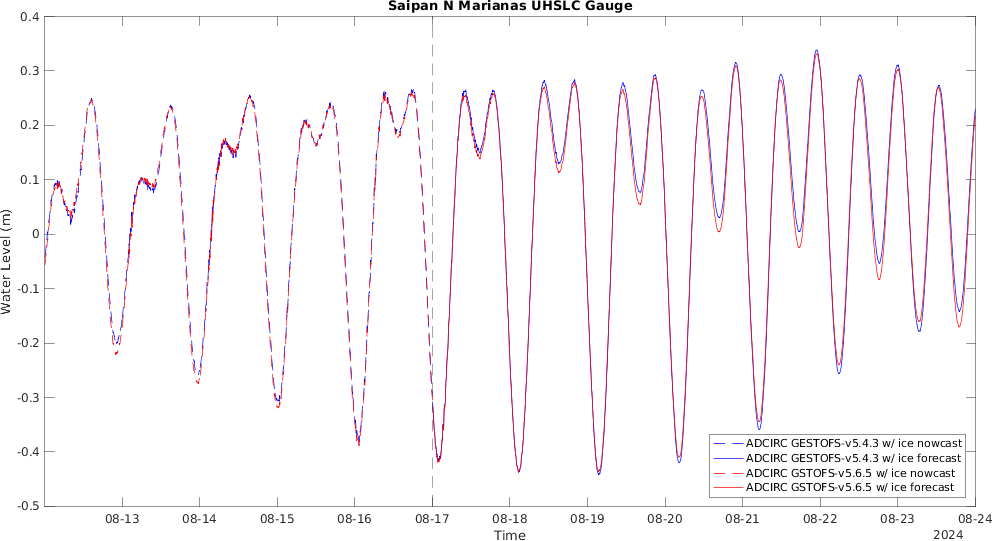 Saipan N Marianas UHSLC Gauge
0.4
0.3
0.2
0.1
0
-0.1
-0.2
-0.3
-0.4
-0.5
Water Level (m)
ADCIRC GESTOFS-v5.4.3 w/ ice nowcast
ADCIRC GESTOFS-v5.4.3 w/ ice forecast
ADCIRC GSTOFS-v5.6.5 w/ ice nowcast
ADCIRC GSTOFS-v5.6.5 w/ ice forecast
08-13 08-14 08-15 08-16 08-17 08-18 08-19 08-20 08-21 08-22 08-23 08-24
Time
2024